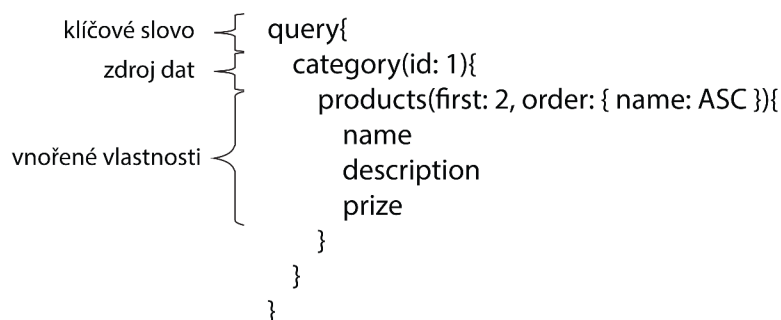 klíčové slovo query{
zdroj dat category(id: 1){
products(first: 2, order: { name: ASC }){
name
vnořené vlastnosti description
prize
}
}
}